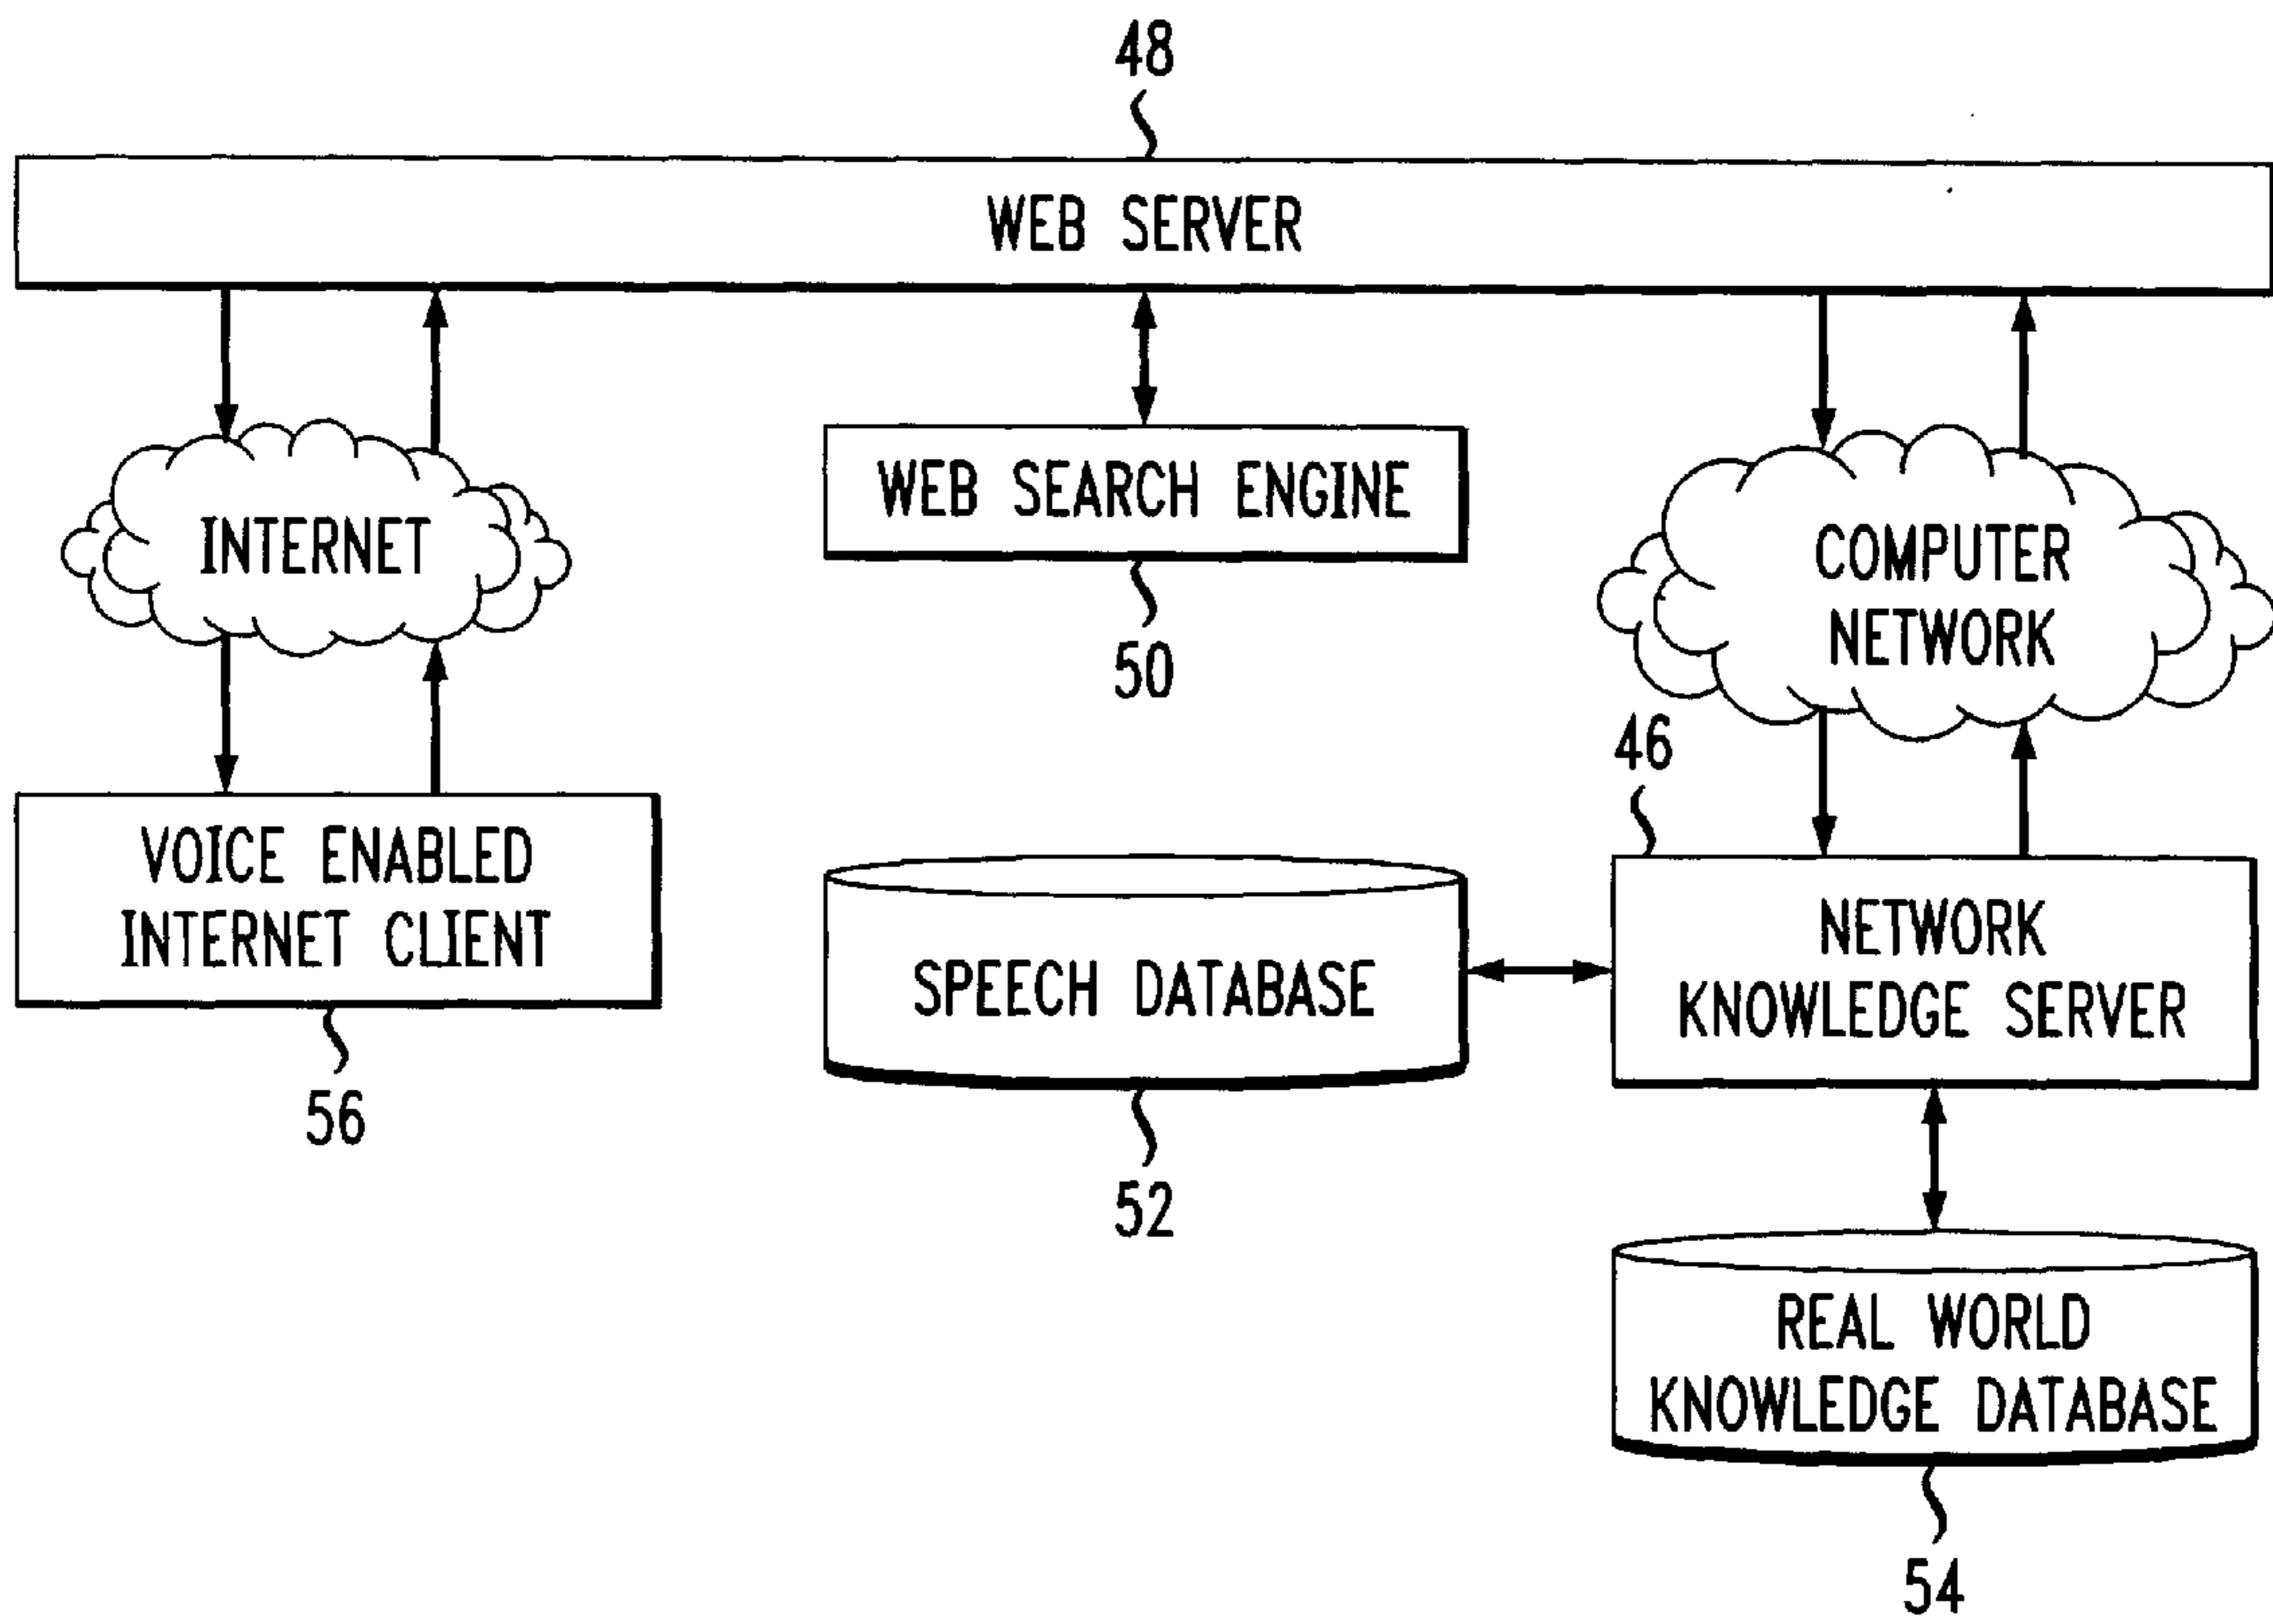 48
WEB SERVER
INTERNET
WEB SEARCH ENGINE
50
COMPUTER
NETWORK
46
VOICE ENABLED
INTERNET CLIENT
56
SPEECH DATABASE
52
NETWORK
KNOWLEDGE SERVER
REAL WORLD
KNOWLEDGE DATABASE
54